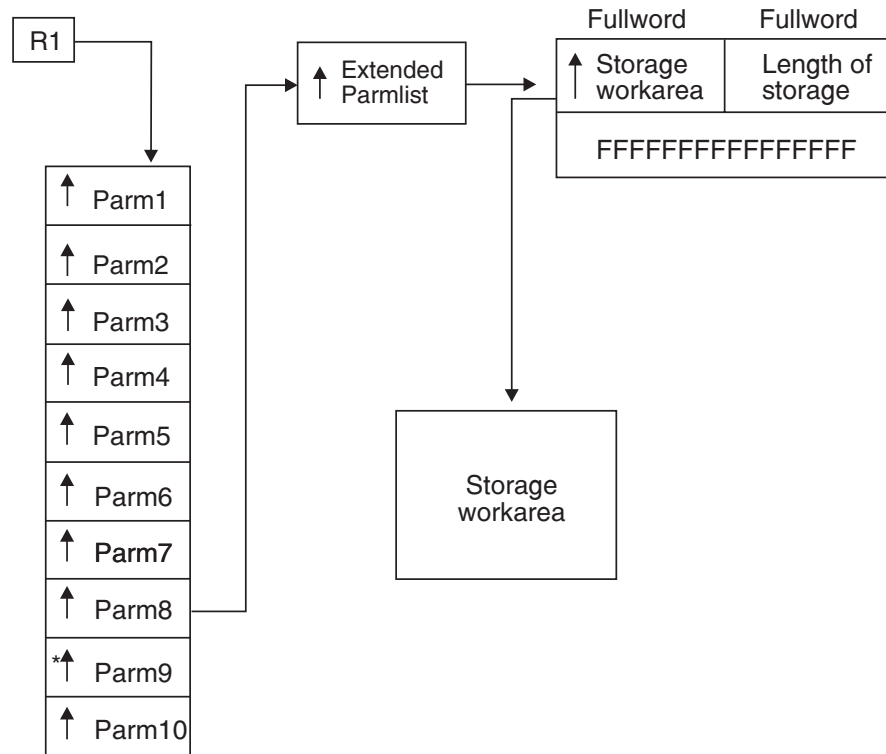 R1
Parm1
Parm2
Parm3
Parm4
Parm5
Parm6
Parm7
Parm8
*
Parm9
Parm10
Extended
Parmlist
Fullword
Fullword
Storage
workarea
Length of
storage
FFFFFFFFFFFFFFFF
Storage
workarea